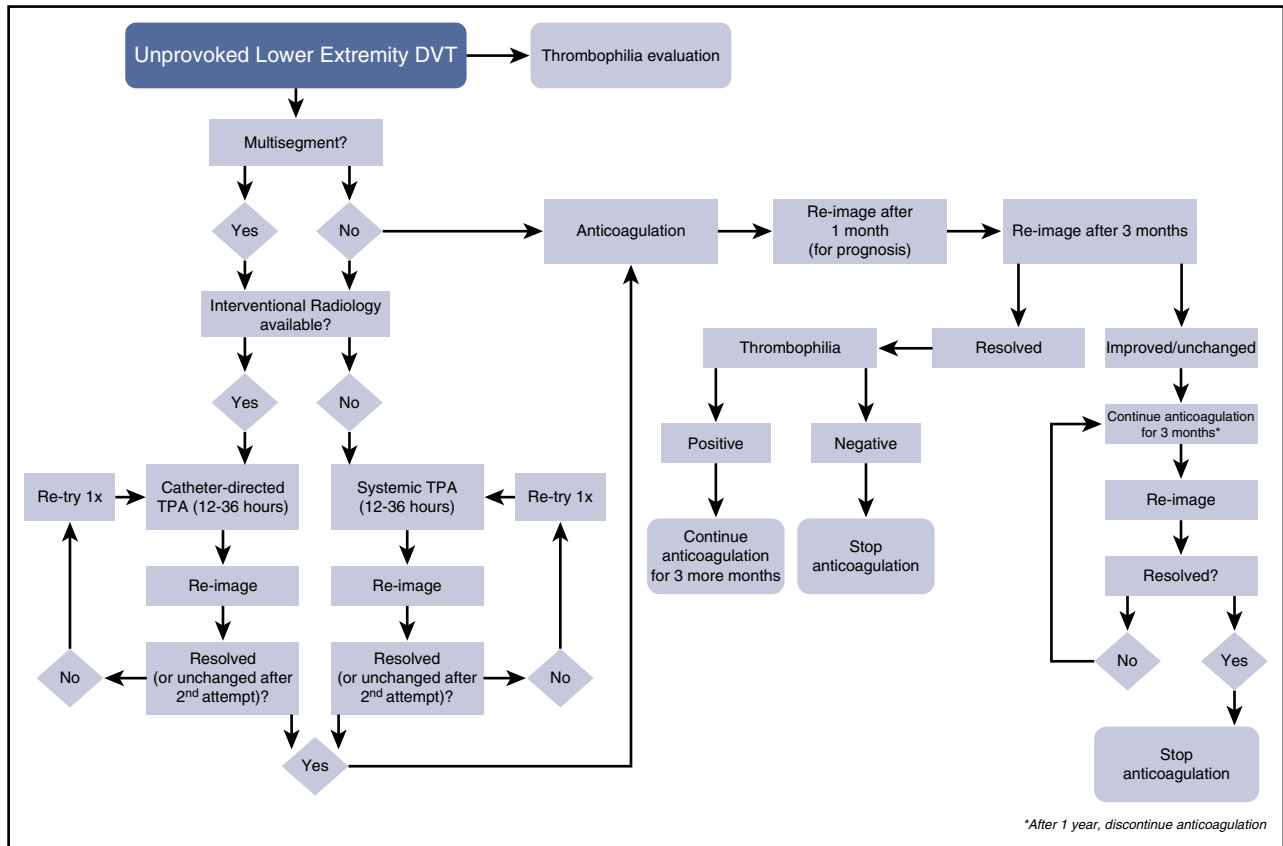 Unprovoked Lower Extremity DVT
Thrombophilia evaluation
Multisegment?
Yes
No
Anticoagulation
Re-image after
1 month
(for prognosis)
Re-image after 3 months
Interventional Radiology
available?
Thrombophilia
Resolved
Improved/unchanged
Yes
No
Positive
Negative
Continue anticoagulation
for 3 months*
Re-try 1x
Catheter-directed
TPA (12-36 hours)
Systemic TPA
(12-36 hours)
Re-try 1x
Re-image
Continue
anticoagulation
for 3 more months
Stop
anticoagulation
Re-image
Re-image
Resolved?
No
Resolved
(or unchanged after
2nd attempt)?
Resolved
(or unchanged after
2nd attempt)?
No
No
Yes
Yes
Stop
anticoagulation
*After 1 year, discontinue anticoagulation